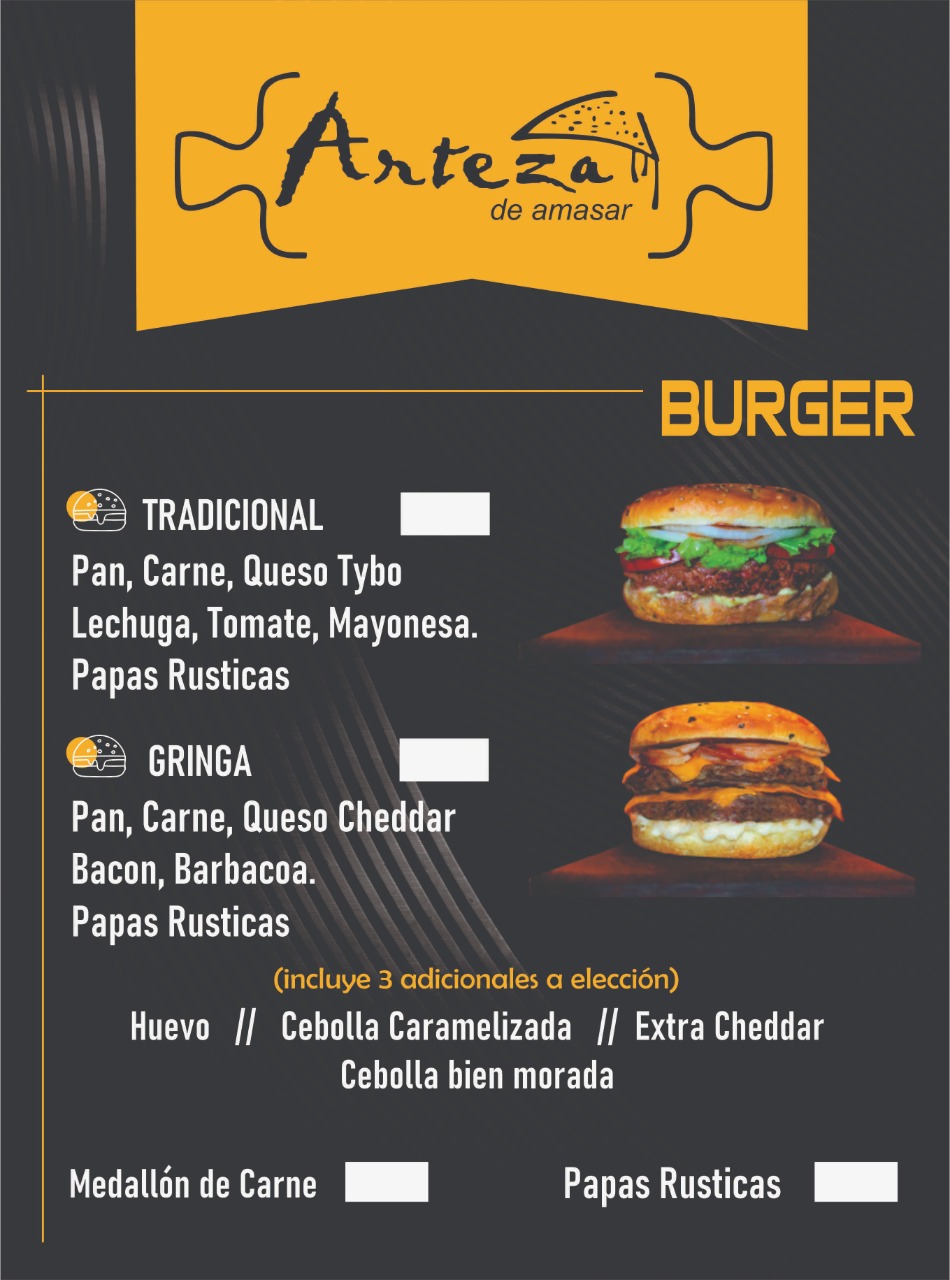 Arteza
de amasar
BURGER
TRADICIONAL
Pan, Carne, Queso Tybo
Lechuga, Tomate, Mayonesa.
Papas Rusticas
GRINGA
Pan, Carne, Queso Cheddar
Bacon, Barbacoa.
Papas Rusticas
(incluye 3 adicionales a elección)
Huevo // Cebolla Caramelizada // Extra Cheddar
Cebolla bien morada
Medallón de Carne Papas Rusticas